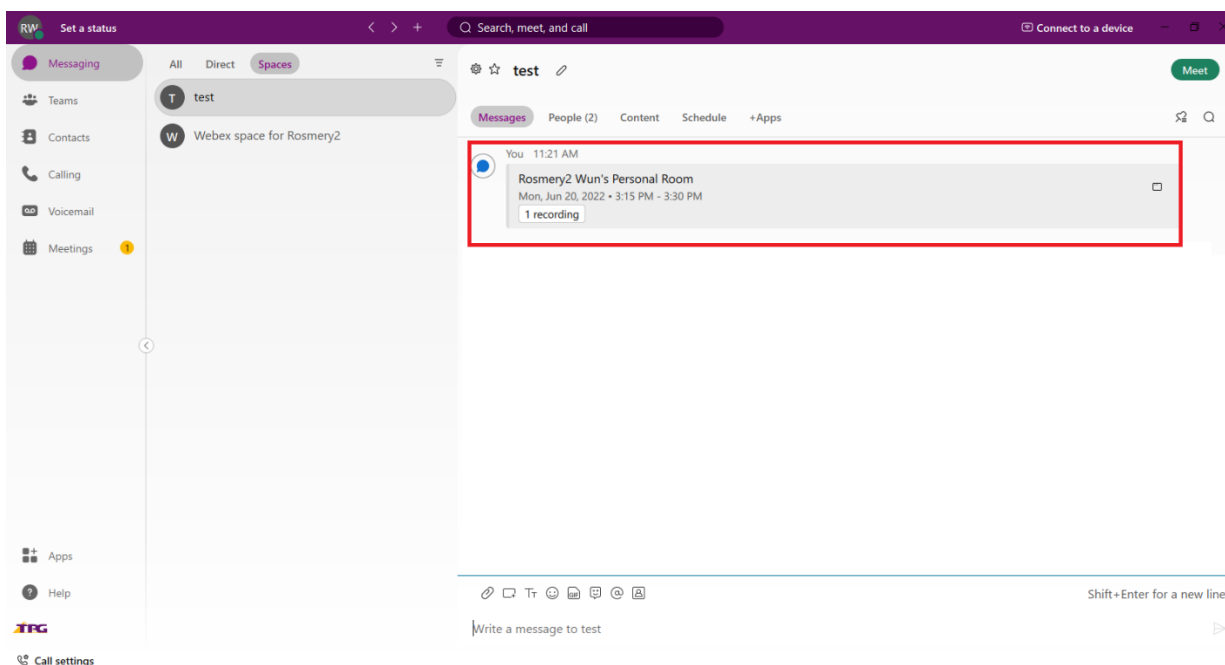 RW Set a status
Search, meet, and call
Connect to a device
Messaging
Teams
Contacts
Calling
Voicemail
Meetings 1
Apps
Help
TPG
Call settings
All Direct Spaces
T test
W Webex space for Rosmery2
test
Meet
Messages People (2) Content Schedule +Apps
You 11:21 AM
Rosmery2 Wun's Personal Room
Mon, Jun 20, 2022 • 3:15 PM - 3:30 PM
1 recording
GIF
Shift+Enter for a new line
Write a message to test